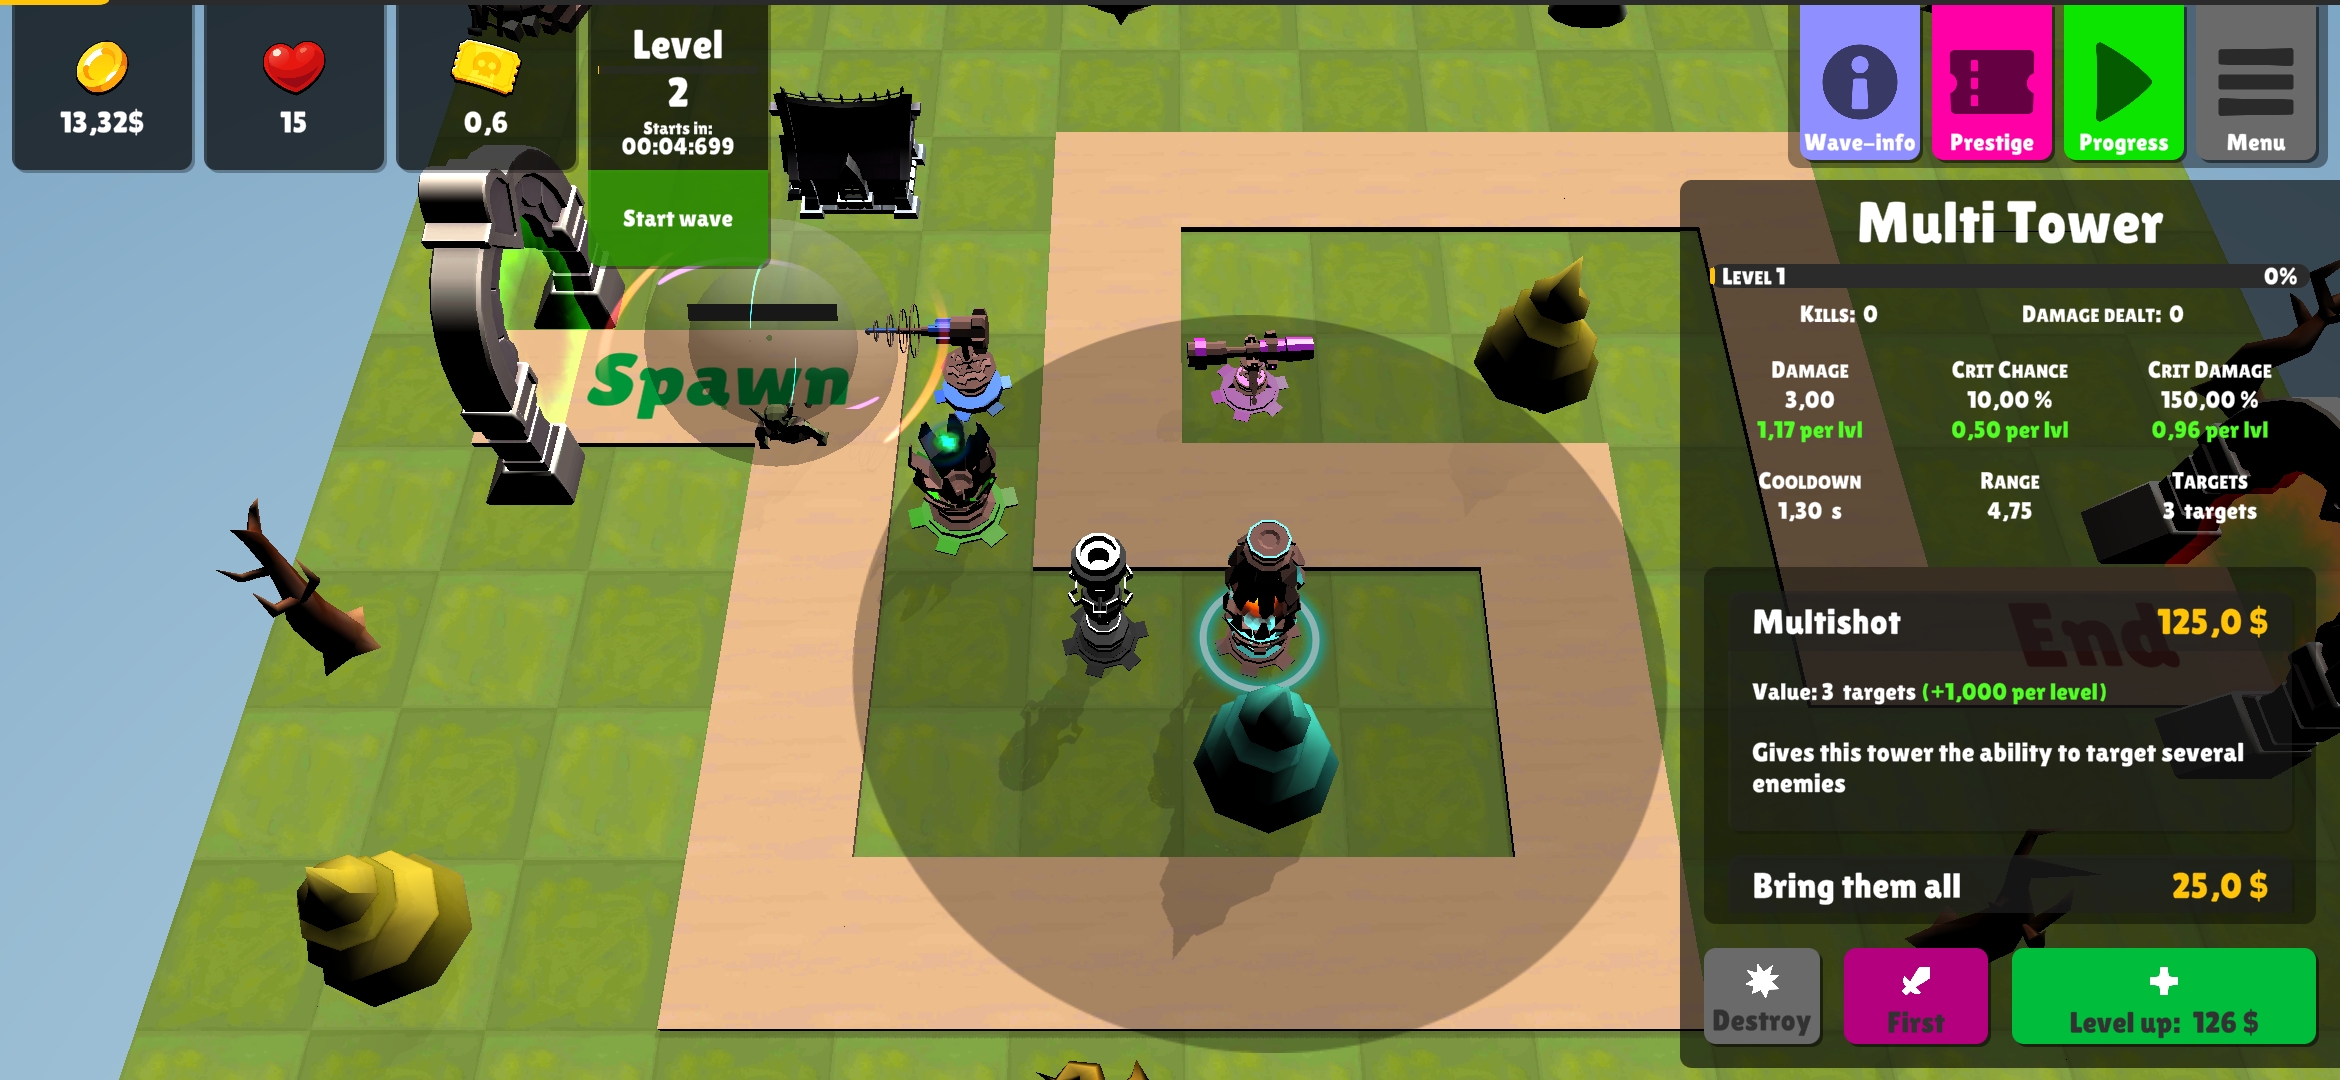 13,32$
15
0,6
Level
2
Starts in:
00:04:699
Start wave
Wave-info
Prestige
Progress
Menu
Spawn
End
Multi Tower
LEVEL 1
0%
KILLS: 0
DAMAGE DEALT: 0
DAMAGE
CRIT CHANCE
CRIT DAMAGE
3,00
10,00 %
150,00 %
1,17 per lvl
0,50 per lvl
0,96 per lvl
COOLDOWN
RANGE
TARGETS
1,30 s
4,75
3 targets
Multishot
125,0 $
Value: 3 targets (+1,000 per level)
Gives this tower the ability to target several
enemies
Bring them all
25,0 $
Destroy
First
Level up: 126 $